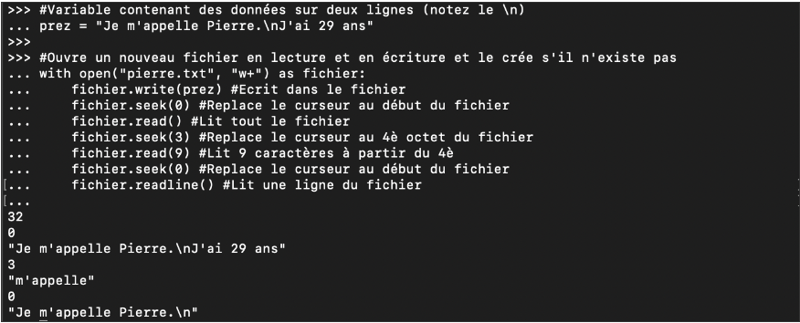 >>> #Variable contenant des données sur deux lignes (notez le \n)
... prez = "Je m'appelle Pierre.\nJ'ai 29 ans"
>>>
>>> #Ouvre un nouveau fichier en lecture et en écriture et le crée s'il n'existe pas
... with open("pierre.txt", "w+") as fichier:
...     fichier.write(prez) #Ecrit dans le fichier
...     fichier.seek(0) #Replace le curseur au début du fichier
...     fichier.read() #Lit tout le fichier
...     fichier.seek(3) #Replace le curseur au 4è octet du fichier
...     fichier.read(9) #Lit 9 caractères à partir du 4è
...     fichier.seek(0) #Replace le curseur au début du fichier
[...     fichier.readline() #Lit une ligne du fichier
[...
32
0
"Je m'appelle Pierre.\nJ'ai 29 ans"
3
"m'appelle"
0
"Je m'appelle Pierre.\n"